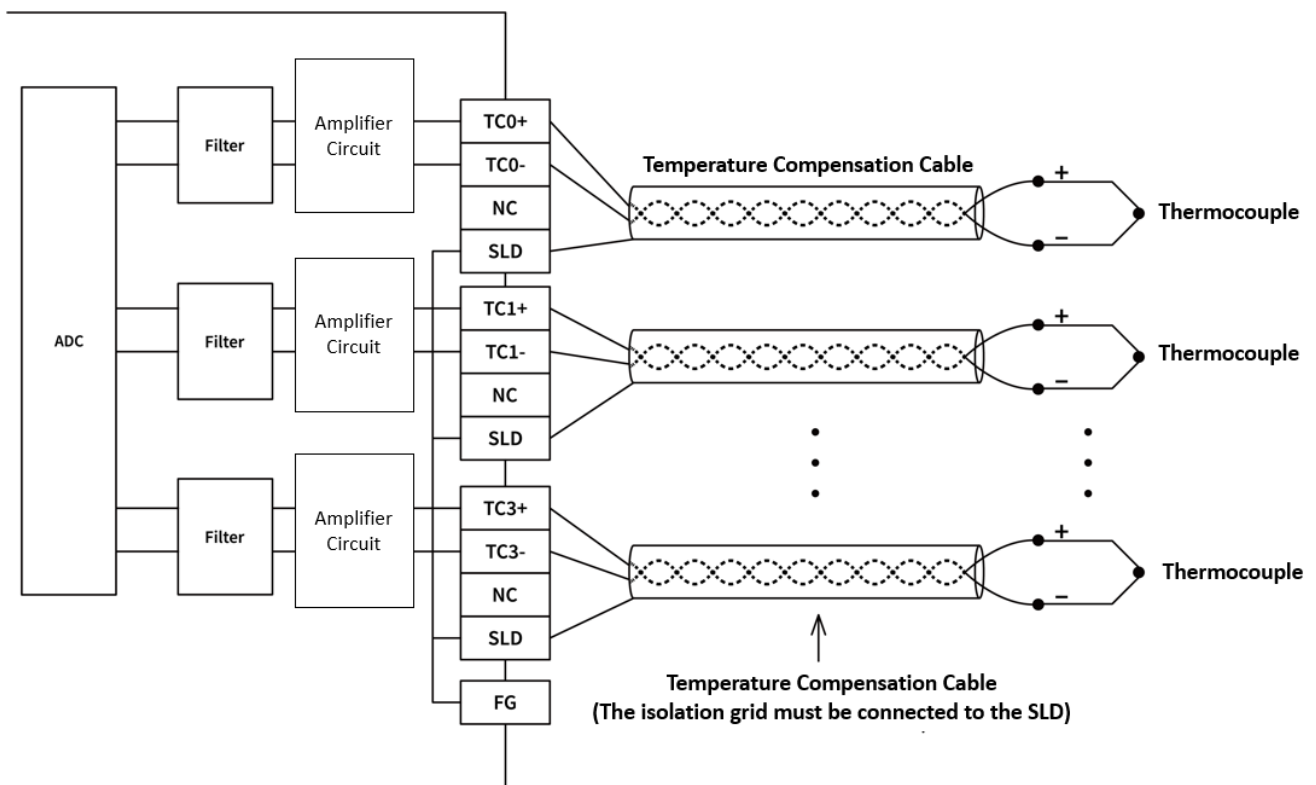 ADC
Filter
Amplifier
Circuit
TC0+
TC0-
NC
SLD
Temperature Compensation Cable
+
−
Thermocouple
Filter
Amplifier
Circuit
TC1+
TC1-
NC
SLD
+
−
Thermocouple
Filter
Amplifier
Circuit
TC3+
TC3-
NC
SLD
+
−
Thermocouple
FG
Temperature Compensation Cable
(The isolation grid must be connected to the SLD)